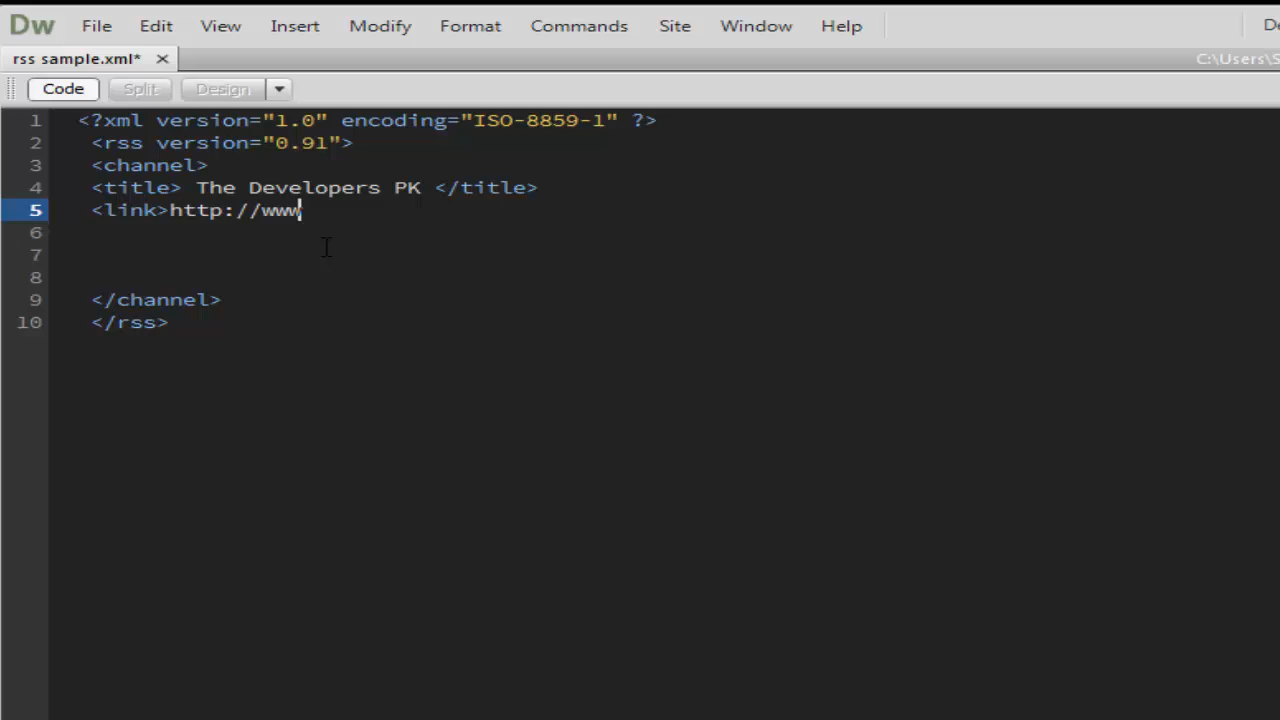 Dw File Edit View Insert Modify Format Commands Site Window Help
rss sample.xml* C:\Users\S
Code Split Design
1 <?xml version="1.0" encoding="ISO-8859-1" ?>
2 <rss version="0.91">
3 <channel>
4 <title> The Developers PK </title>
5 <link>http://www
6
7
8
9 </channel>
10 </rss>